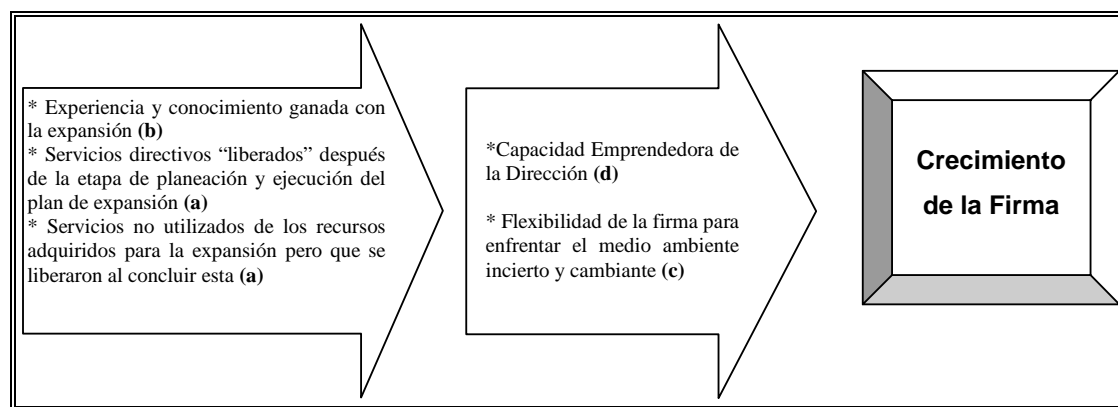 * Experiencia y conocimiento ganada con
la expansión (b)
* Servicios directivos “liberados” después
de la etapa de planeación y ejecución del
plan de expansión (a)
* Servicios no utilizados de los recursos
adquiridos para la expansión pero que se
liberaron al concluir esta (a)
*Capacidad Emprendedora de
la Dirección (d)
* Flexibilidad de la firma para
enfrentar el medio ambiente
incierto y cambiante (c)
Crecimiento
de la Firma